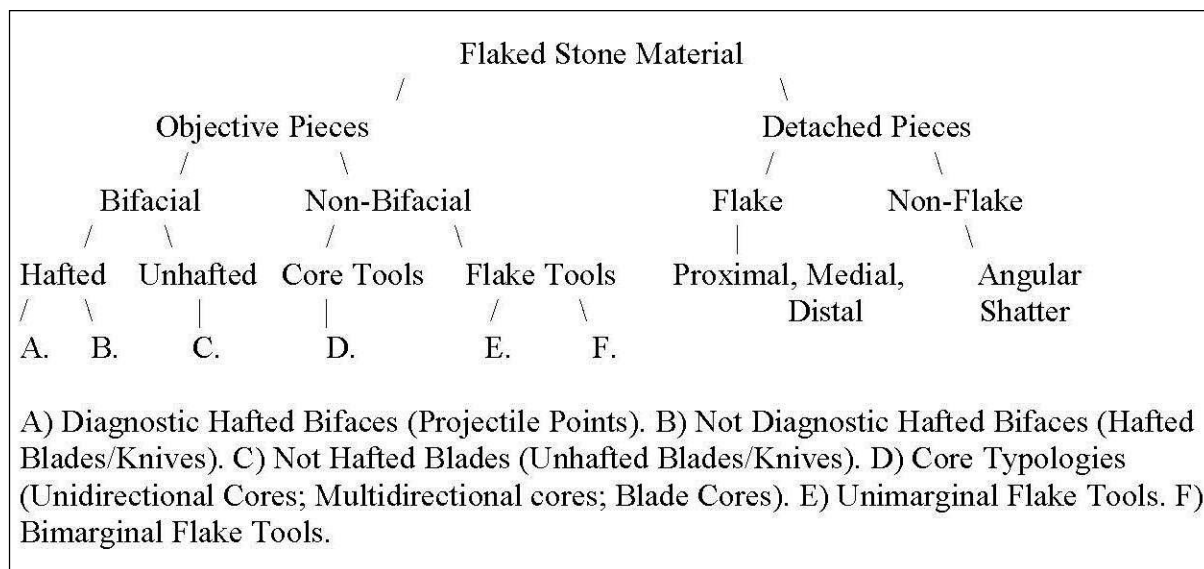 Flaked Stone Material
Objective Pieces Detached Pieces
Bifacial Non-Bifacial Flake Non-Flake
Hafted Unhafted Core Tools Flake Tools Proximal, Medial, Angular
Distal Shatter
A. B. C. D. E. F.
A) Diagnostic Hafted Bifaces (Projectile Points). B) Not Diagnostic Hafted Bifaces (Hafted
Blades/Knives). C) Not Hafted Blades (Unhafted Blades/Knives). D) Core Typologies
(Unidirectional Cores; Multidirectional cores; Blade Cores). E) Unimarginal Flake Tools. F)
Bimarginal Flake Tools.